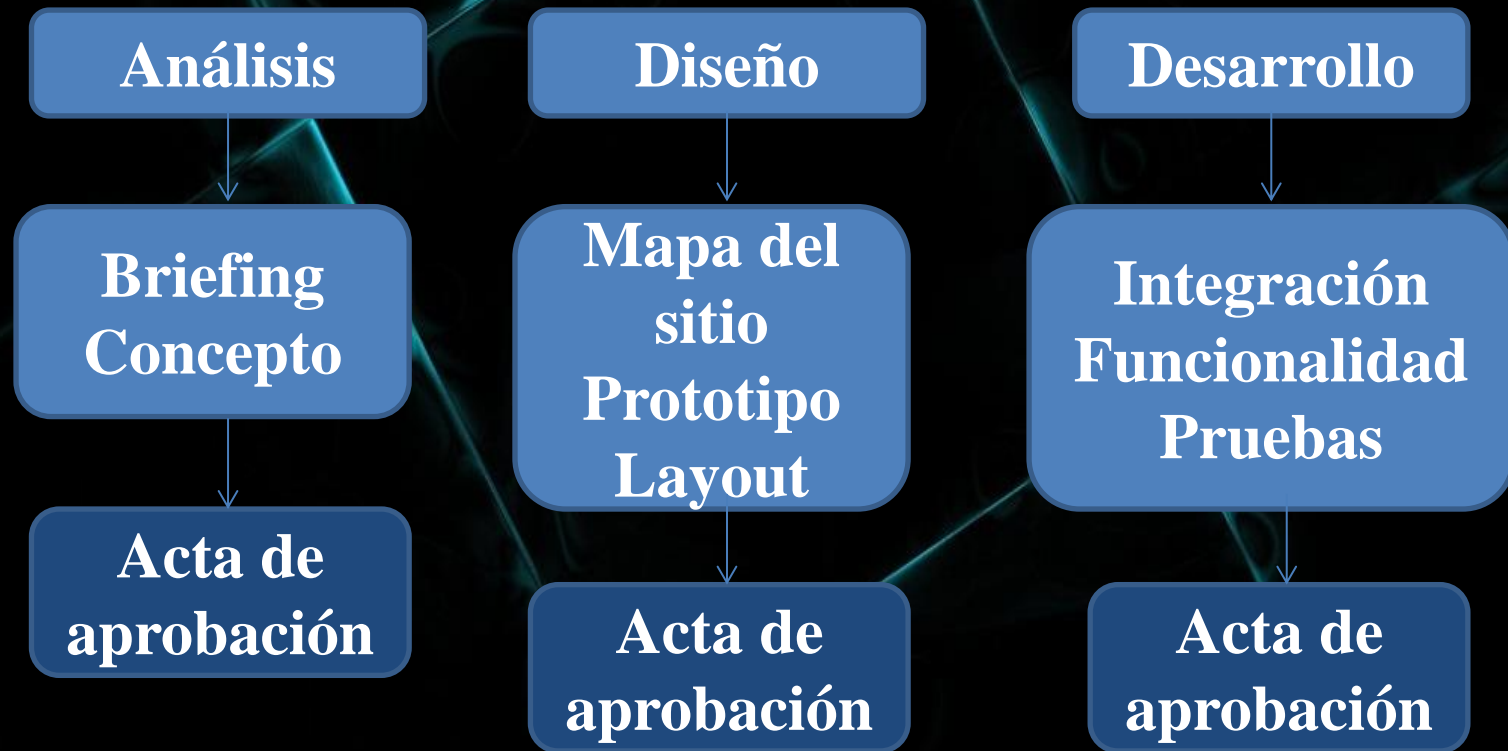 Análisis
Briefing
Concepto
Acta de
aprobación
Diseño
Mapa del
sitio
Prototipo
Layout
Acta de
aprobación
Desarrollo
Integración
Funcionalidad
Pruebas
Acta de
aprobación